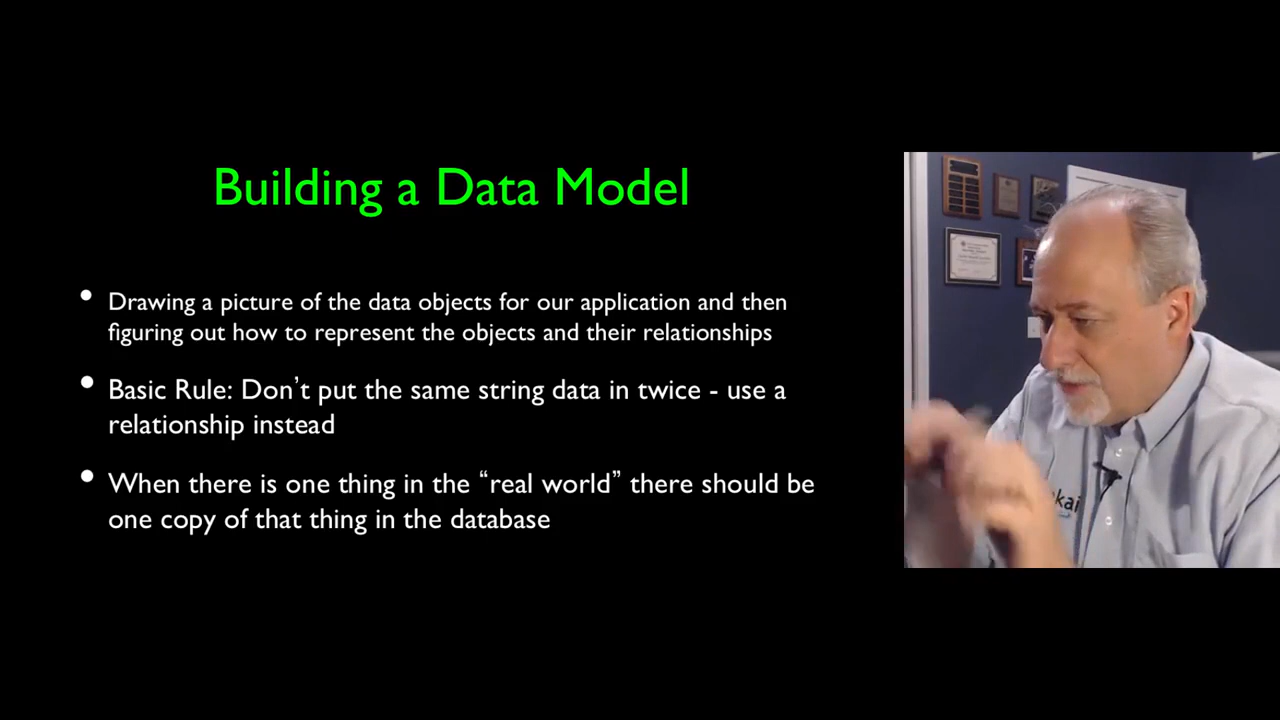 Building a Data Model
• Drawing a picture of the data objects for our application and then
figuring out how to represent the objects and their relationships
• Basic Rule: Don’t put the same string data in twice - use a
relationship instead
• When there is one thing in the “real world” there should be
one copy of that thing in the database